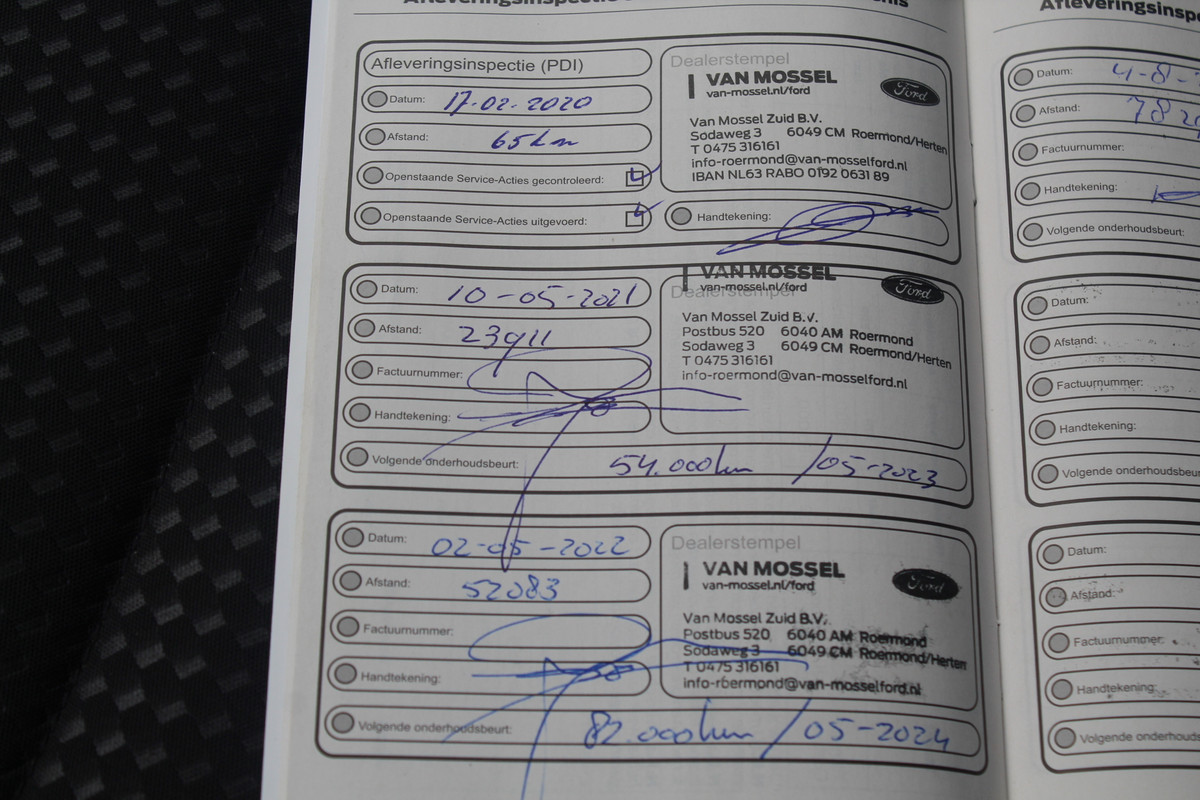 Afleveringsinspectie (PDI)
Datum: 17-02-2020
Afstand: 65km
Openstaande Service-Acties gecontroleerd:
Openstaande Service-Acties uitgevoerd:
Dealerstempel
VAN MOSSEL
van-mossel.nl/ford
Ford
Van Mossel Zuid B.V.
Sodaweg 3 6049 CM Roermond/Herten
T 0475 316161
info-roermond@van-mosselford.nl
IBAN NL63 RABO 0192 0631 89
Handtekening:
Datum: 10-05-2021
Afstand: 23911
Factuurnummer:
Handtekening:
Volgende onderhoudsbeurt: 54.000km /05-2023
VAN MOSSEL
van-mossel.nl/ford
Dealerstempel
Ford
Van Mossel Zuid B.V.
Postbus 520 6040 AM Roermond
Sodaweg 3 6049 CM Roermond/Herten
T 0475 316161
info-roermond@van-mosselford.nl
Datum: 02-05-2022
Afstand: 52083
Factuurnummer:
Handtekening:
Volgende onderhoudsbeurt: 82.000km /05-2024
Dealerstempel
VAN MOSSEL
van-mossel.nl/ford
Ford
Van Mossel Zuid B.V.
Postbus 520 6040 AM Roermond
Sodaweg 3 6049 CM Roermond/Herten
T 0475 316161
info-roermond@van-mosselford.nl
Datum: 4-8-
Afstand: 782
Factuurnummer:
Handtekening:
Volgende onderhoudsbeurt:
Datum:
Afstand:
Factuurnummer:
Handtekening:
Volgende onderhoudsbeurt:
Datum:
Afstand:
Factuurnummer:
Handtekening:
Volgende onderhoudsbeurt: